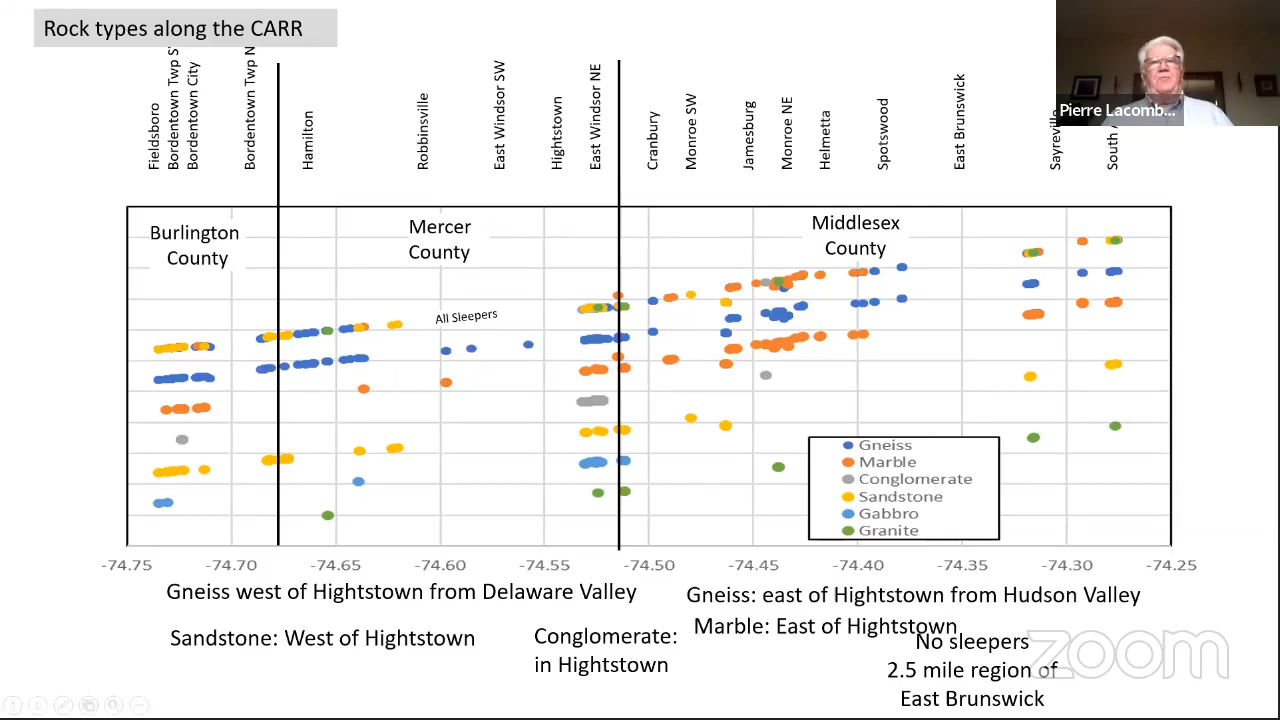 Rock types along the CARR
Pierre Lacomb...
Fieldsboro
Bordentown Twp S
Bordentown City
Bordentown Twp N
Hamilton
Robbinsville
East Windsor SW
Hightstown
East Windsor NE
Cranbury
Monroe SW
Jamesburg
Monroe NE
Helmetta
Spotswood
East Brunswick
Sayrevill
South
Burlington
County
Mercer
County
Middlesex
County
All Sleepers
Gneiss
Marble
Conglomerate
Sandstone
Gabbro
Granite
-74.75 -74.70 -74.65 -74.60 -74.55 -74.50 -74.45 -74.40 -74.35 -74.30 -74.25
Gneiss west of Hightstown from Delaware Valley
Gneiss: east of Hightstown from Hudson Valley
Marble: East of Hightstown
Sandstone: West of Hightstown
Conglomerate:
in Hightstown
No sleepers
2.5 mile region of
East Brunswick
zoom